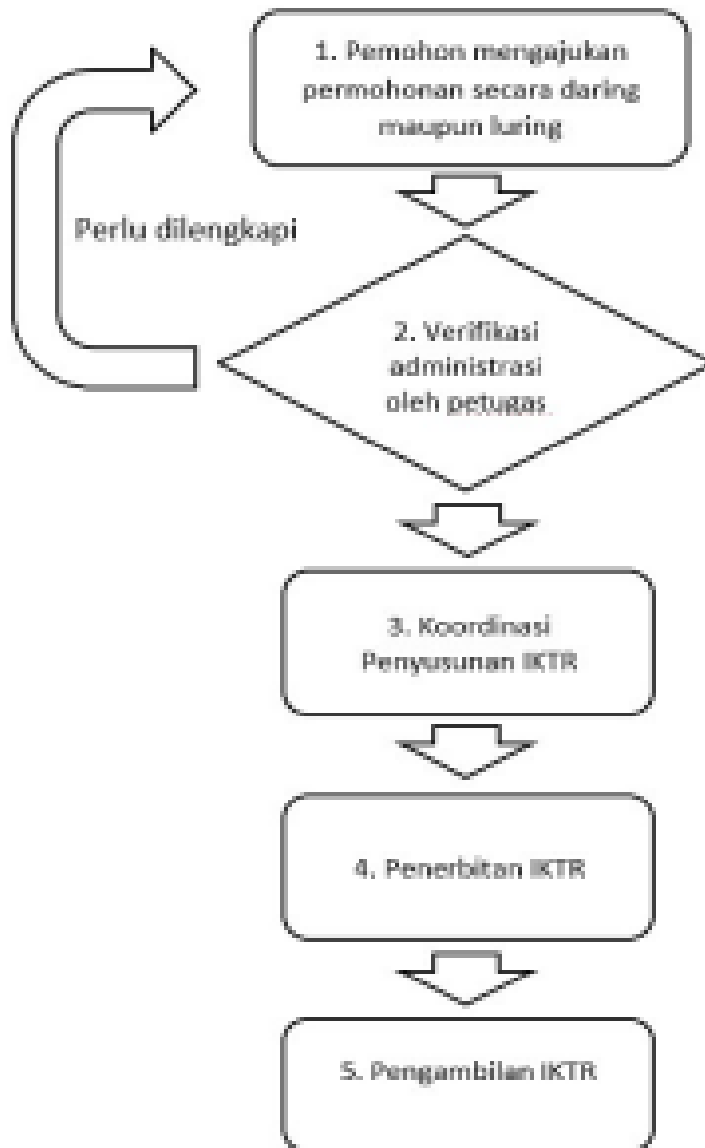 1. Pemohon mengajukan
permohonan secara daring
maupun luring
Perlu dilengkapi
2. Verifikasi
administrasi
oleh petugas
3. Koordinasi
Penyusunan IKTR
4. Penerbitan IKTR
5. Pengambilan IKTR